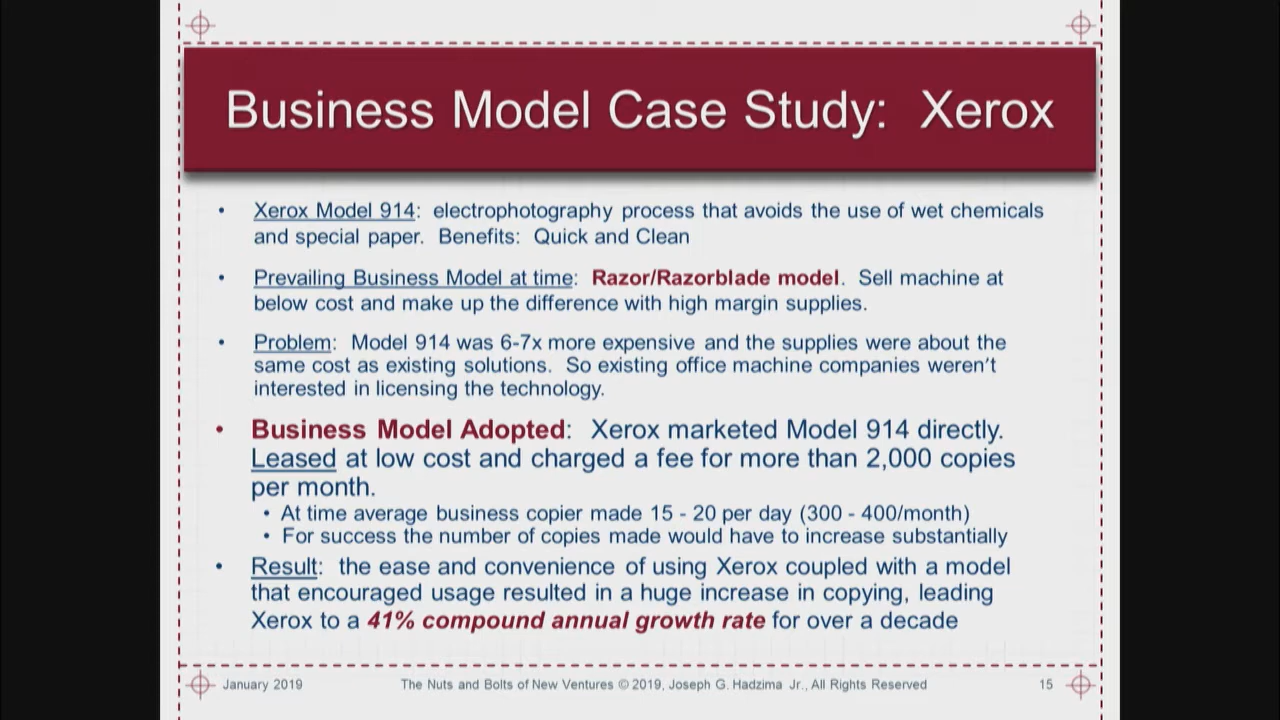 Business Model Case Study: Xerox
• Xerox Model 914: electrophotography process that avoids the use of wet chemicals
and special paper. Benefits: Quick and Clean
• Prevailing Business Model at time: Razor/Razorblade model. Sell machine at
below cost and make up the difference with high margin supplies.
• Problem: Model 914 was 6-7x more expensive and the supplies were about the
same cost as existing solutions. So existing office machine companies weren't
interested in licensing the technology.
• Business Model Adopted: Xerox marketed Model 914 directly.
Leased at low cost and charged a fee for more than 2,000 copies
per month.
• At time average business copier made 15 - 20 per day (300 - 400/month)
• For success the number of copies made would have to increase substantially
• Result: the ease and convenience of using Xerox coupled with a model
that encouraged usage resulted in a huge increase in copying, leading
Xerox to a 41% compound annual growth rate for over a decade
January 2019 The Nuts and Bolts of New Ventures © 2019, Joseph G. Hadzima Jr., All Rights Reserved 15